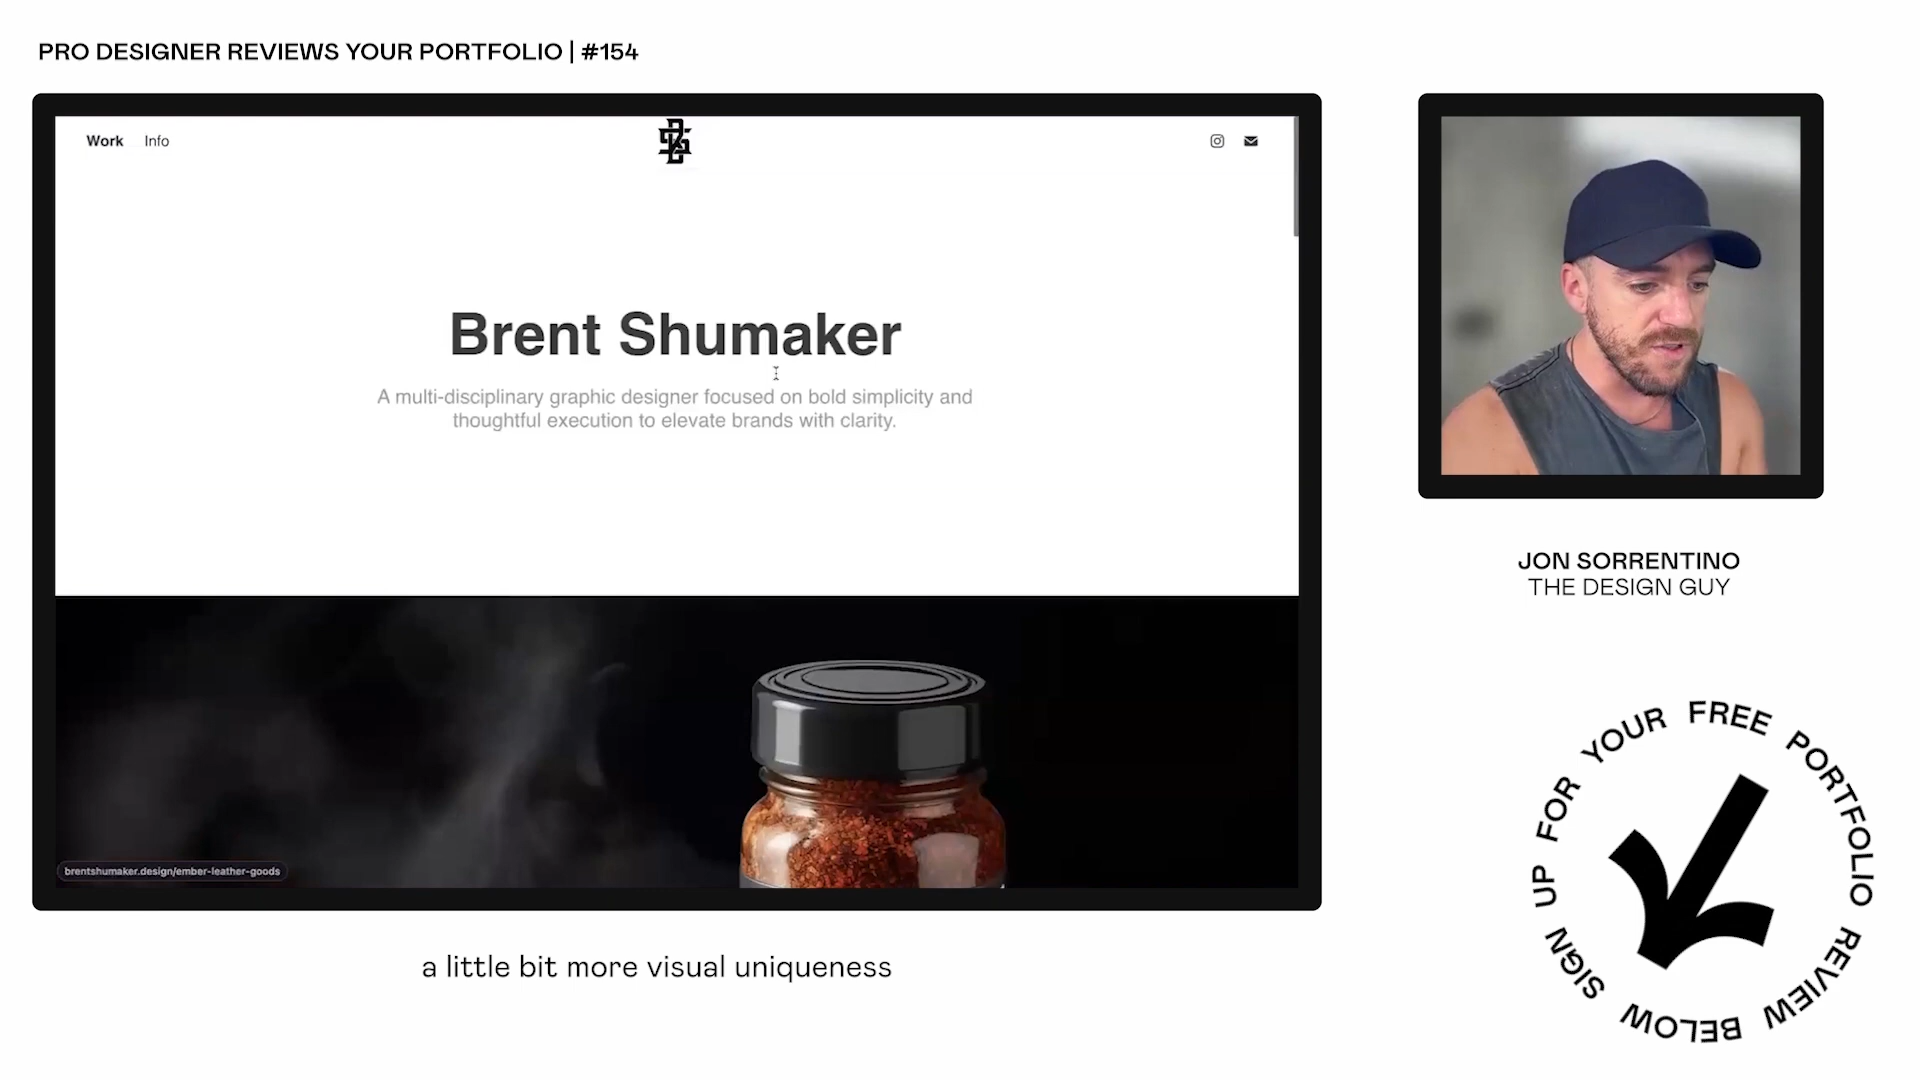 PRO DESIGNER REVIEWS YOUR PORTFOLIO | #154
Work Info
Brent Shumaker
A multi-disciplinary graphic designer focused on bold simplicity and
thoughtful execution to elevate brands with clarity.
brentshumaker.design/ember-leather-goods
a little bit more visual uniqueness
JON SORRENTINO
THE DESIGN GUY
SIGN UP FOR YOUR FREE PORTFOLIO REVIEW BELOW